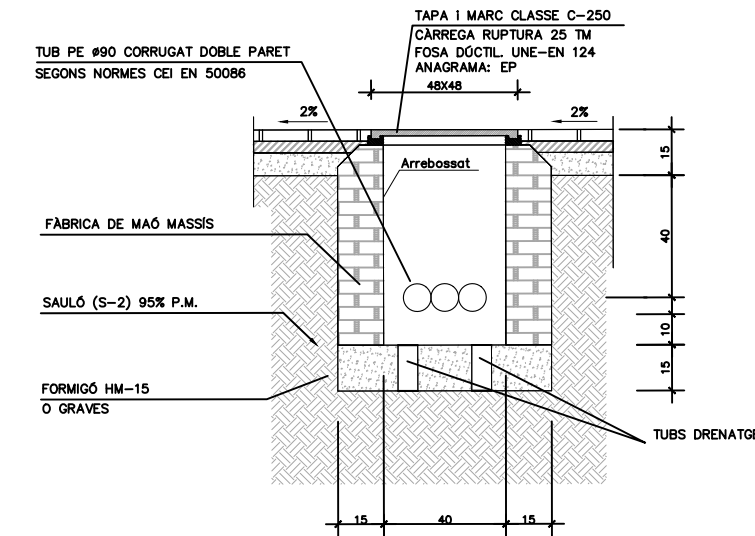 TAPA I MARC CLASSE C-250
CÀRREGA RUPTURA 25 TM
FOSA DÚCTIL. UNE-EN 124
ANAGRAMA: EP
TUB PE ø90 CORRUGAT DOBLE PARET
SEGONS NORMES CEI EN 50086
48X48
2%
2%
15
Arrebossat
40
FÀBRICA DE MAÓ MASSÍS
SAULÓ (S-2) 95% P.M.
10
15
FORMIGÓ HM-15
O GRAVES
TUBS DRENATGE
15
40
15